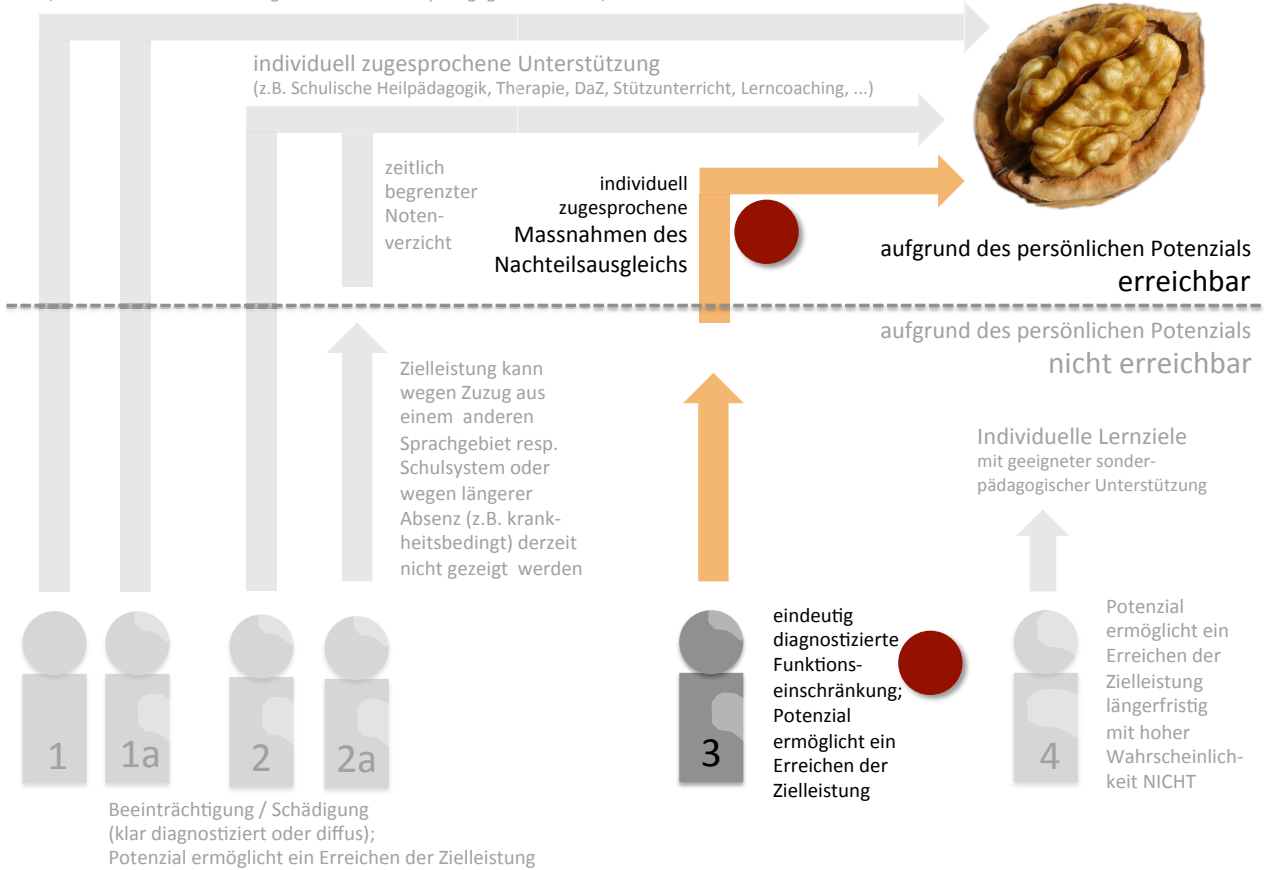 individuell zugesprochene Unterstützung
(z.B. Schulische Heilpädagogik, Therapie, DaZ, Stützunterricht, Lerncoaching, ...)
zeitlich
begrenzter
Noten-
verzicht
individuell
zugesprochene
Massnahmen des
Nachteilsausgleichs
aufgrund des persönlichen Potenzials
erreichbar
aufgrund des persönlichen Potenzials
nicht erreichbar
Zielleistung kann
wegen Zuzug aus
einem anderen
Sprachgebiet resp.
Schulsystem oder
wegen längerer
Absenz (z.B. krank-
heitsbedingt) derzeit
nicht gezeigt werden
Individuelle Lernziele
mit geeigneter sonder-
pädagogischer Unterstützung
1
1a
2
2a
3
eindeutig
diagnostizierte
Funktions-
einschränkung;
Potenzial
ermöglicht ein
Erreichen der
Zielleistung
4
Potenzial
ermöglicht ein
Erreichen der
Zielleistung
längerfristig
mit hoher
Wahrscheinlich-
keit NICHT
Beeinträchtigung / Schädigung
(klar diagnostiziert oder diffus);
Potenzial ermöglicht ein Erreichen der Zielleistung